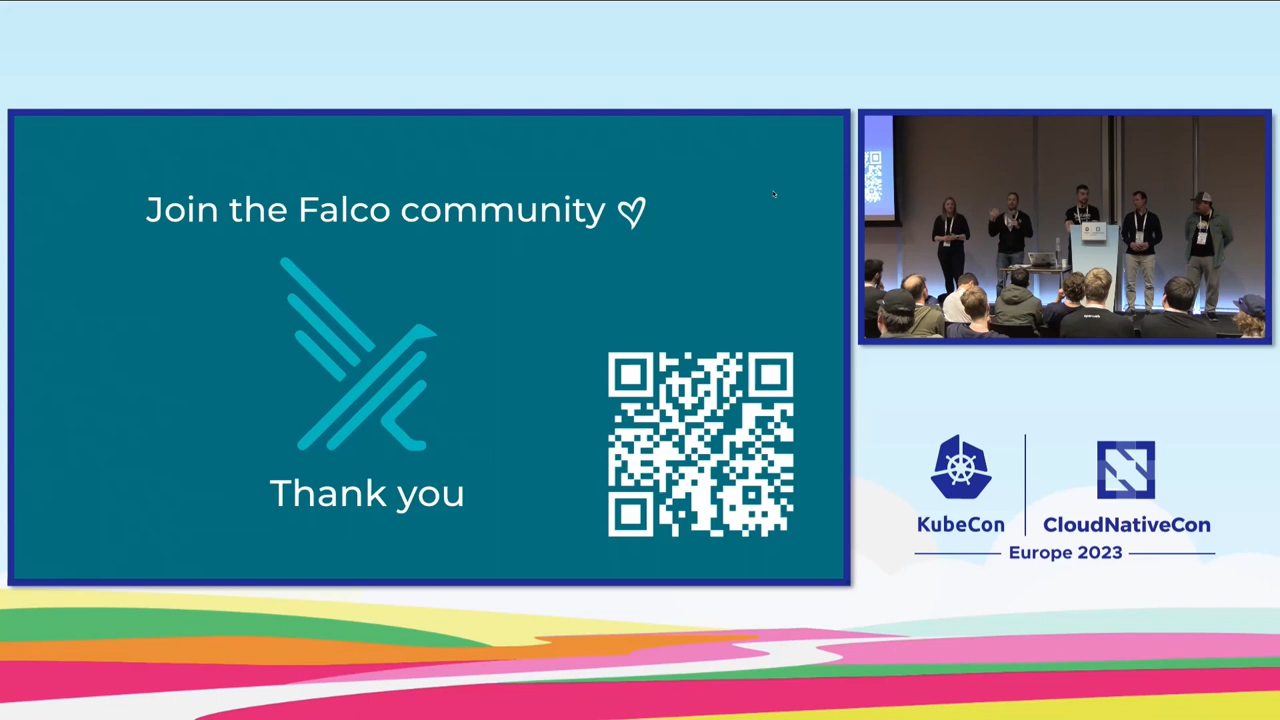 Join the Falco community
Thank you
KubeCon
CloudNativeCon
Europe 2023